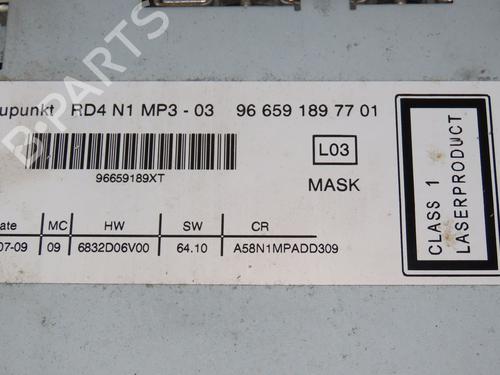 upunkt RD4 N1 MP3 - 03 96 659 189 77 01
96659189XT
L03
MASK
ate MC HW SW CR
07-09 09 6832D06V00 64.10 A58N1MPADD309
CLASS 1
LASERPRODUCT
B-PARTS